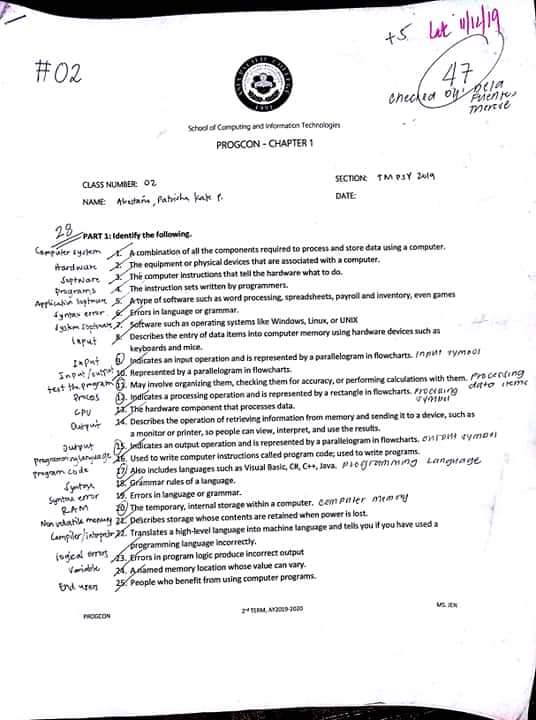 +5 Late 11/12/19
#02
47
checked by: Dela
Fuentes
ASIA PACIFIC COLLEGE
1991
School of Computing and Information Technologies
PROGCON - CHAPTER 1
CLASS NUMBER: 02
SECTION: TMPSY 2019
NAME: Abastaña, Patricha Kate P.
DATE:
28
PART 1: Identify the following.
Computer system 1. A combination of all the components required to process and store data using a computer.
Hardware 2. The equipment or physical devices that are associated with a computer.
Software 3. The computer instructions that tell the hardware what to do.
Programs 4. The instruction sets written by programmers.
Application Software 5. A type of software such as word processing, spreadsheets, payroll and inventory, even games
Syntax error 6. Errors in language or grammar.
System Software 7. Software such as operating systems like Windows, Linux, or UNIX
Input 8. Describes the entry of data items into computer memory using hardware devices such as
keyboards and mice.
Input 9. Indicates an input operation and is represented by a parallelogram in flowcharts. Input symbol
Input/output 10. Represented by a parallelogram in flowcharts.
test the program 11. May involve organizing them, checking them for accuracy, or performing calculations with them. Processing
data items
Proces 12. Indicates a processing operation and is represented by a rectangle in flowcharts. Processing
symbol
CPU 13. The hardware component that processes data.
Output 14. Describes the operation of retrieving information from memory and sending it to a device, such as
a monitor or printer, so people can view, interpret, and use the results.
Output 15. Indicates an output operation and is represented by a parallelogram in flowcharts. output symbol
Programming language 16. Used to write computer instructions called program code; used to write programs.
Program code 17. Also includes languages such as Visual Basic, C#, C++, Java. Programming Language
Syntax 18. Grammar rules of a language.
Syntax error 19. Errors in language or grammar.
RAM 20. The temporary, internal storage within a computer. Computer memory
Non volatile memory 21. Describes storage whose contents are retained when power is lost.
Compiler/interpreter 22. Translates a high-level language into machine language and tells you if you have used a
programming language incorrectly.
logical errors 23. Errors in program logic produce incorrect output
Variable 24. A named memory location whose value can vary.
End users 25. People who benefit from using computer programs.
PROGCON
2nd TERM, AY2019-2020
MS. JEN